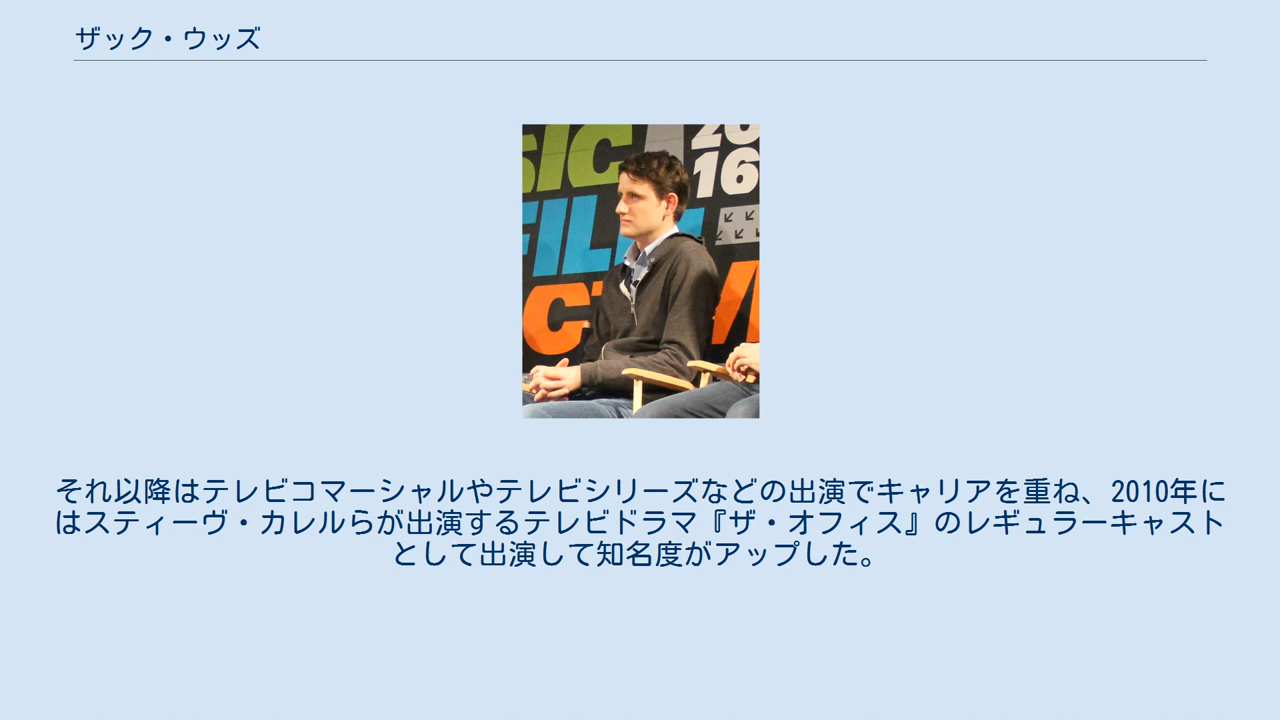 ザック・ウッズ
SIC
20
16
FIL
C
それ以降はテレビコマーシャルやテレビシリーズなどの出演でキャリアを重ね、2010年に
はスティーヴ・カレルらが出演するテレビドラマ『ザ・オフィス』のレギュラーキャスト
として出演して知名度がアップした。